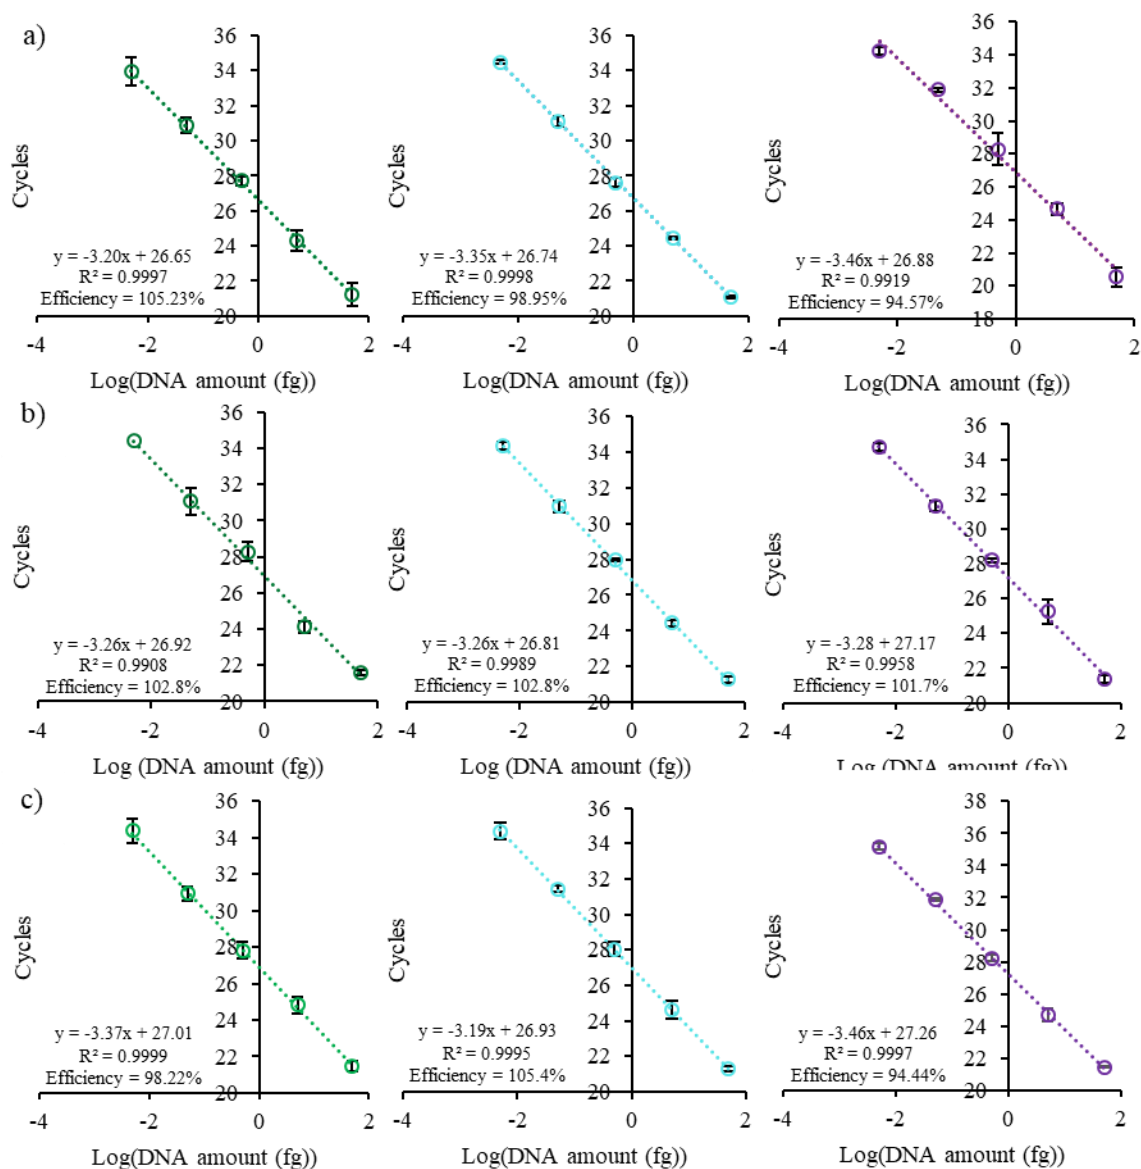 a)
Cycles
36
34
32
30
28
26
24
22
20
y = -3.20x + 26.65
R² = 0.9997
Efficiency = 105.23%
-4 -2 0 2
Log(DNA amount (fg))
Cycles
36
34
32
30
28
26
24
22
20
y = -3.35x + 26.74
R² = 0.9998
Efficiency = 98.95%
-4 -2 0 2
Log(DNA amount (fg))
Cycles
36
34
32
30
28
26
24
22
20
18
y = -3.46x + 26.88
R² = 0.9919
Efficiency = 94.57%
-4 -2 0 2
Log(DNA amount (fg))
b)
Cycles
36
34
32
30
28
26
24
22
20
y = -3.26x + 26.92
R² = 0.9908
Efficiency = 102.8%
-4 -2 0 2
Log (DNA amount (fg))
Cycles
36
34
32
30
28
26
24
22
20
y = -3.26x + 26.81
R² = 0.9989
Efficiency = 102.8%
-4 -2 0 2
Log (DNA amount (fg))
Cycles
36
34
32
30
28
26
24
22
20
y = -3.28 + 27.17
R² = 0.9958
Efficiency = 101.7%
-4 -2 0 2
Log (DNA amount (fg))
c)
Cycles
36
34
32
30
28
26
24
22
20
y = -3.37x + 27.01
R² = 0.9999
Efficiency = 98.22%
-4 -2 0 2
Log(DNA amount (fg))
Cycles
36
34
32
30
28
26
24
22
20
y = -3.19x + 26.93
R² = 0.9995
Efficiency = 105.4%
-4 -2 0 2
Log(DNA amount (fg))
Cycles
38
36
34
32
30
28
26
24
22
20
y = -3.46x + 27.26
R² = 0.9997
Efficiency = 94.44%
-4 -2 0 2
Log(DNA amount (fg))